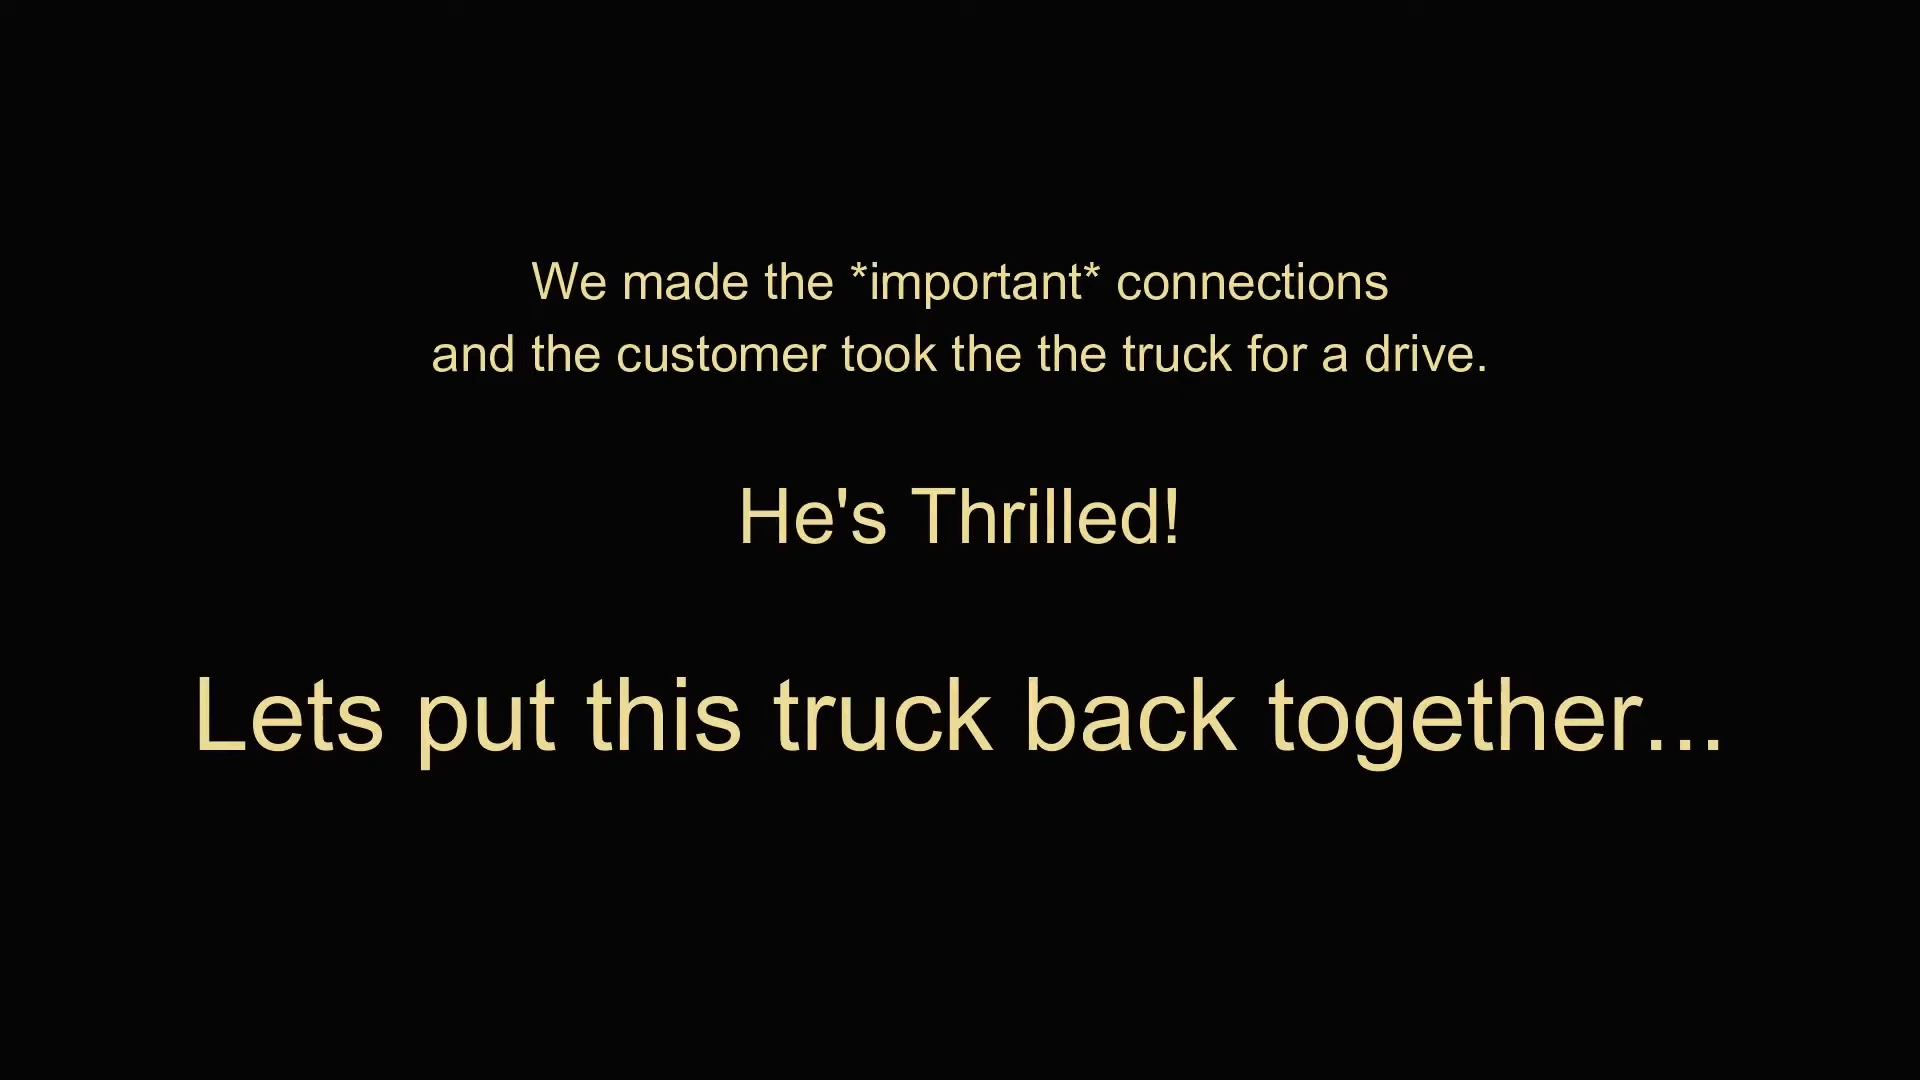 We made the *important* connections
and the customer took the the truck for a drive.
He's Thrilled!
Lets put this truck back together...